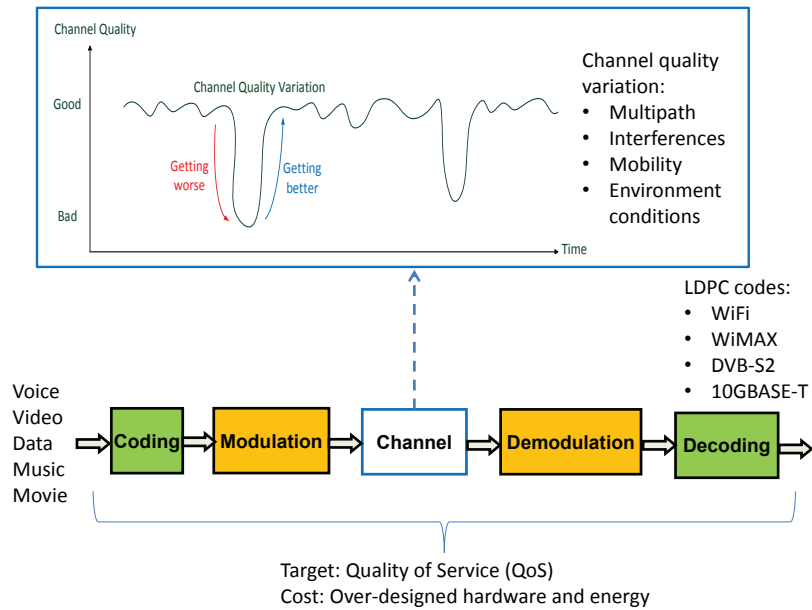 Channel Quality
Good
Bad
Channel Quality Variation
Getting
worse
Getting
better
Time
Channel quality
variation:
• Multipath
• Interferences
• Mobility
• Environment
conditions
LDPC codes:
• WiFi
• WiMAX
• DVB-S2
• 10GBASE-T
Voice
Video
Data
Music
Movie
Coding
Modulation
Channel
Demodulation
Decoding
Target: Quality of Service (QoS)
Cost: Over-designed hardware and energy